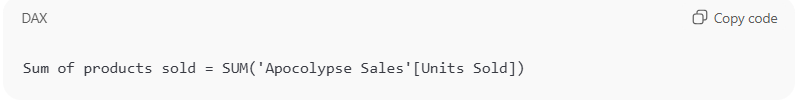 DAX
Copy code
Sum of products sold = SUM('Apocolypse Sales'[Units Sold])